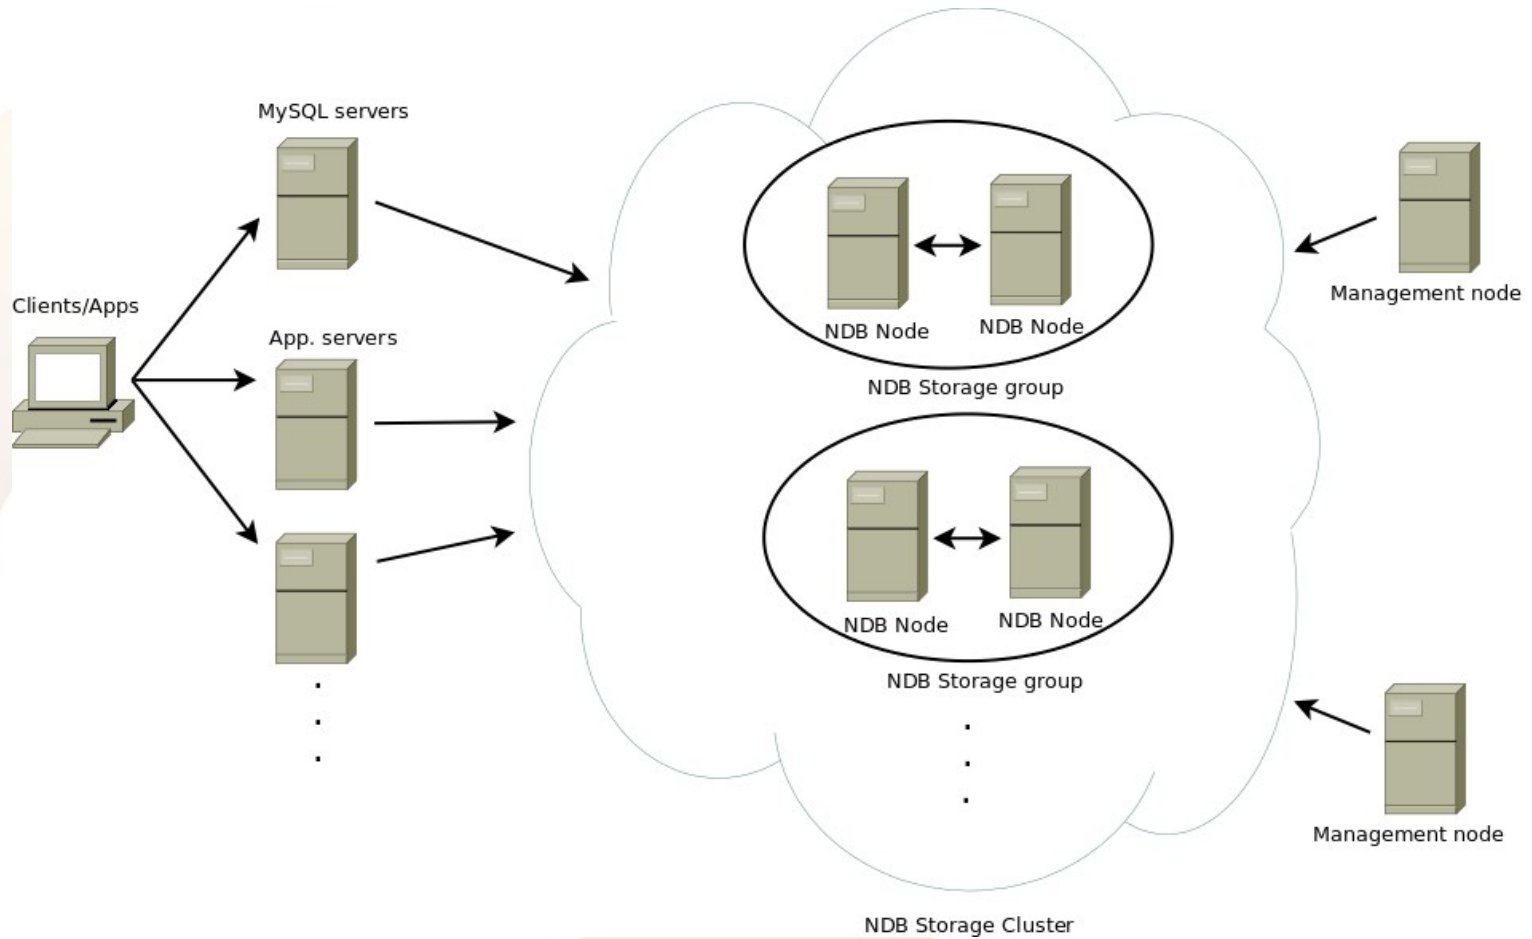 MySQL servers
Clients/Apps
App. servers
NDB Node
NDB Node
NDB Storage group
NDB Node
NDB Node
NDB Storage group
NDB Storage Cluster
Management node
Management node